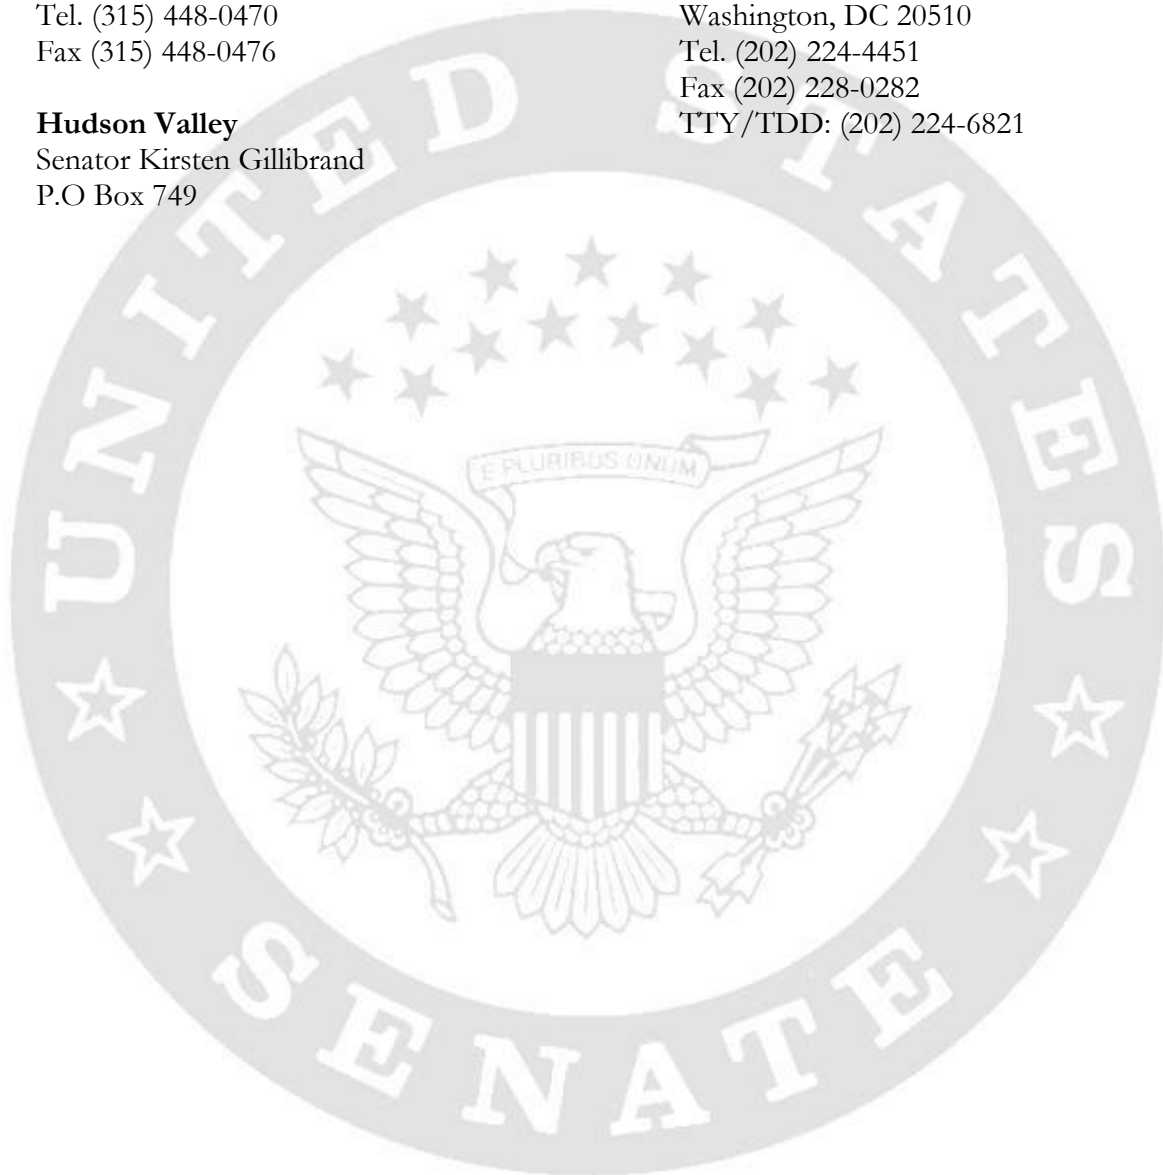 Tel. (315) 448-0470
Fax (315) 448-0476
Hudson Valley
Senator Kirsten Gillibrand
P.O Box 749
Washington, DC 20510
Tel. (202) 224-4451
Fax (202) 228-0282
TTY/TDD: (202) 224-6821
UNITED STATES
E PLURIBUS UNUM
SENATE